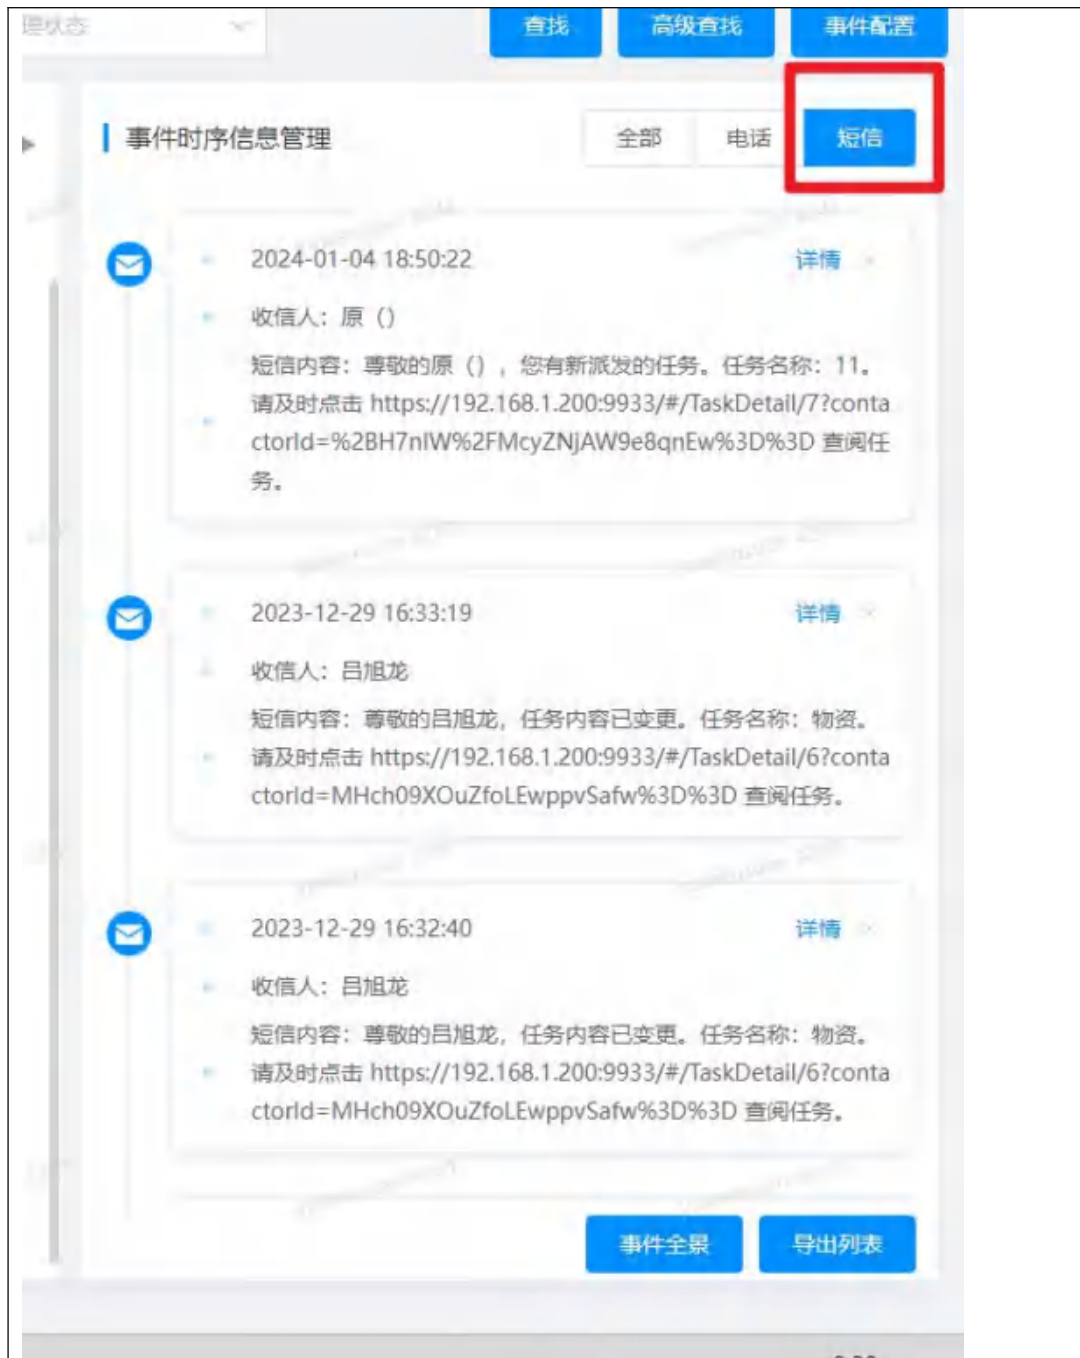 理状态
查找 高级查找 事件配置
事件时序信息管理 全部 电话 短信
2024-01-04 18:50:22 详情
收信人：原（）
短信内容：尊敬的原（），您有新派发的任务。任务名称：11。
请及时点击 https://192.168.1.200:9933/#/TaskDetail/7?conta
ctorId=%2BH7nIW%2FMcyZNjAW9e8qnEw%3D%3D 查阅任
务。
2023-12-29 16:33:19 详情
收信人：吕旭龙
短信内容：尊敬的吕旭龙，任务内容已变更。任务名称：物资。
请及时点击 https://192.168.1.200:9933/#/TaskDetail/6?conta
ctorId=MHch09XOuZfoLEwppvSafw%3D%3D 查阅任务。
2023-12-29 16:32:40 详情
收信人：吕旭龙
短信内容：尊敬的吕旭龙，任务内容已变更。任务名称：物资。
请及时点击 https://192.168.1.200:9933/#/TaskDetail/6?conta
ctorId=MHch09XOuZfoLEwppvSafw%3D%3D 查阅任务。
事件全景 导出列表